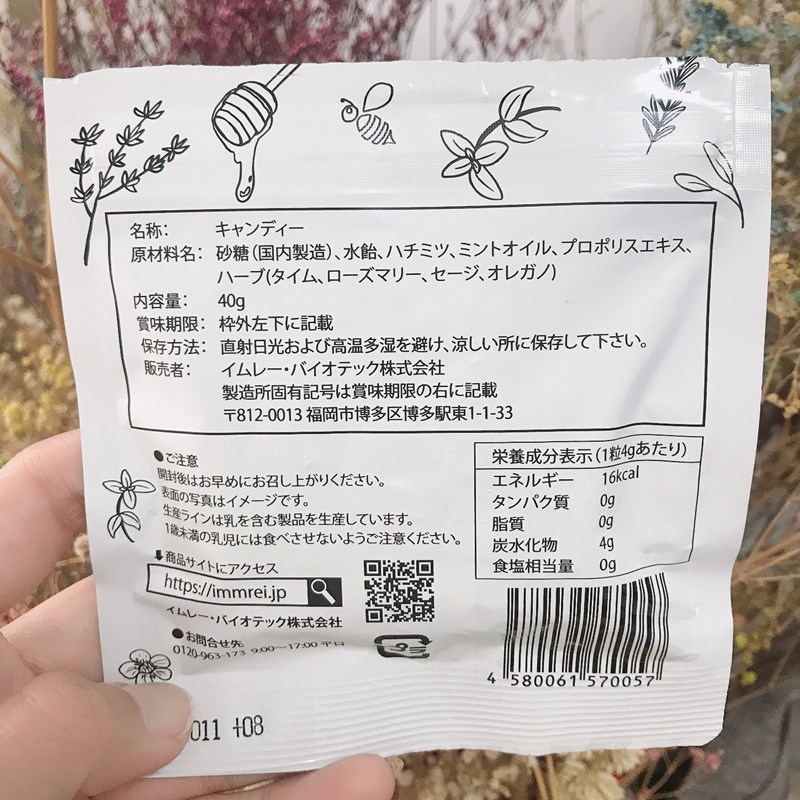 名称： キャンディー
原材料名： 砂糖（国内製造）、水飴、ハチミツ、ミントオイル、プロポリスエキス、
ハーブ(タイム、ローズマリー、セージ、オレガノ)
内容量： 40g
賞味期限： 枠外左下に記載
保存方法： 直射日光および高温多湿を避け、涼しい所に保存して下さい。
販売者： イムレー・バイオテック株式会社
製造所固有記号は賞味期限の右に記載
〒812-0013 福岡市博多区博多駅東1-1-33
●ご注意
開封後はお早めにお召し上がりください。
表面の写真はイメージです。
生産ラインは乳を含む製品を生産しています。
1歳未満の乳児には食べさせないようご注意ください。
商品サイトにアクセス
https://immrei.jp
イムレー・バイオテック株式会社
●お問合せ先
0120-963-173 9:00〜17:00 平日
栄養成分表示（1粒4gあたり）
エネルギー 16kcal
タンパク質 0g
脂質 0g
炭水化物 4g
食塩相当量 0g
4 580061 570057
011 +08